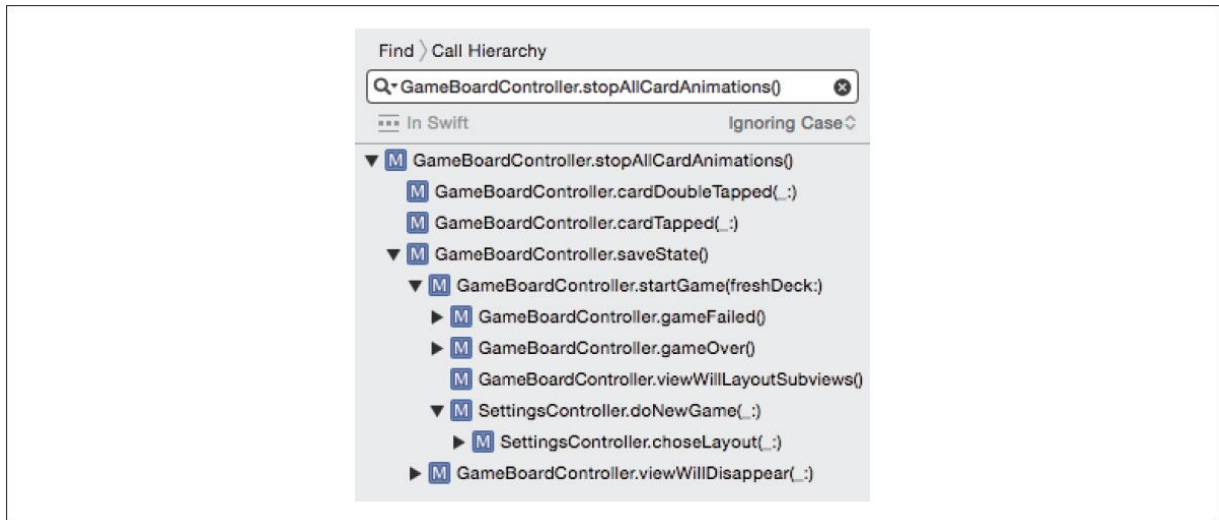 Find 〉Call Hierarchy
GameBoardController.stopAllCardAnimations()
In Swift Ignoring Case
M GameBoardController.stopAllCardAnimations()
M GameBoardController.cardDoubleTapped(_:)
M GameBoardController.cardTapped(_:)
M GameBoardController.saveState()
M GameBoardController.startGame(freshDeck:)
M GameBoardController.gameFailed()
M GameBoardController.gameOver()
M GameBoardController.viewWillLayoutSubviews()
M SettingsController.doNewGame(_:)
M SettingsController.choseLayout(_:)
M GameBoardController.viewWillDisappear(_:)